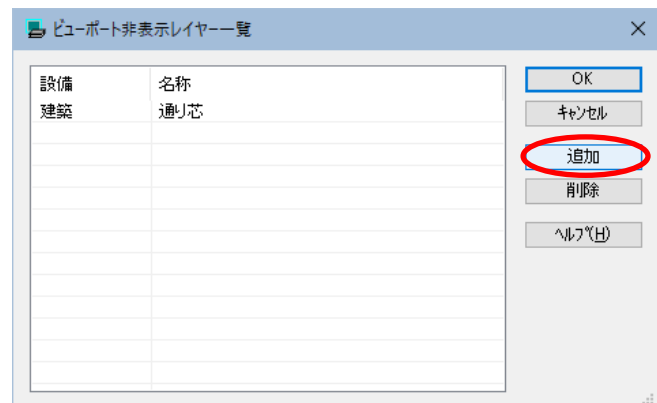 ビューポート非表示レイヤー一覧
設備 名称
建築 通り芯
OK
キャンセル
追加
削除
ヘルプ(H)